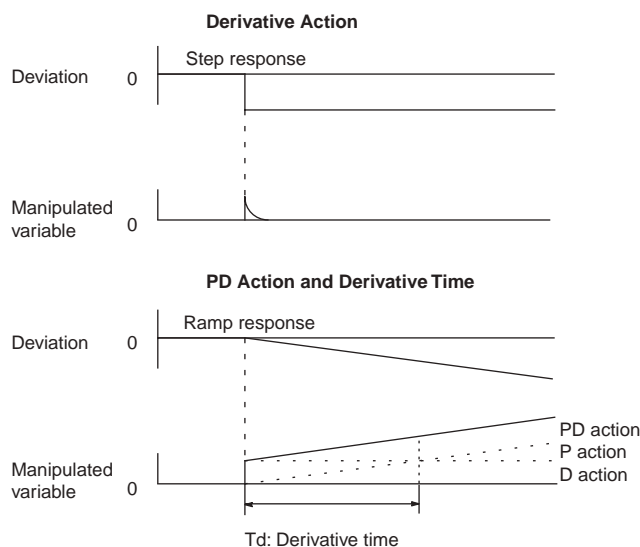 Derivative Action
Step response
Deviation 0
Manipulated
variable 0
PD Action and Derivative Time
Ramp response
Deviation 0
PD action
P action
D action
Manipulated
variable 0
Td: Derivative time